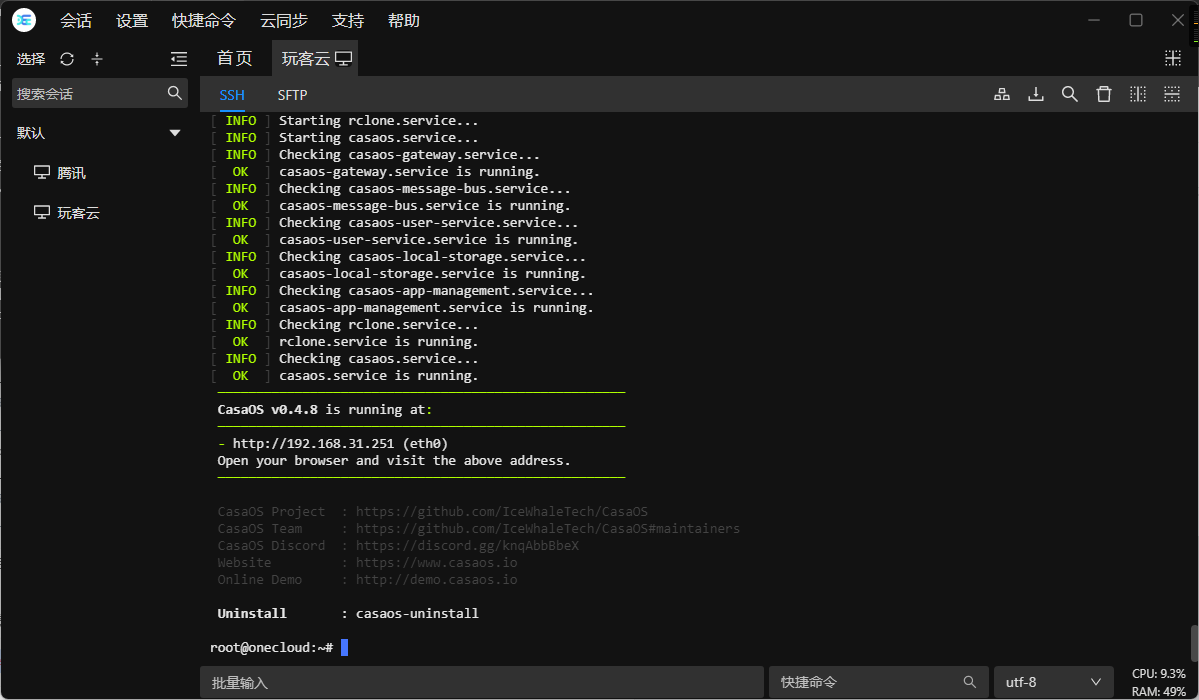 会话 设置 快捷命令 云同步 支持 帮助
选择 首页 玩客云
搜索会话 SSH SFTP
默认
腾讯
玩客云
[ INFO ] Starting rclone.service...
[ INFO ] Starting casaos.service...
[ INFO ] Checking casaos-gateway.service...
[ OK ] casaos-gateway.service is running.
[ INFO ] Checking casaos-message-bus.service...
[ OK ] casaos-message-bus.service is running.
[ INFO ] Checking casaos-user-service.service...
[ OK ] casaos-user-service.service is running.
[ INFO ] Checking casaos-local-storage.service...
[ OK ] casaos-local-storage.service is running.
[ INFO ] Checking casaos-app-management.service...
[ OK ] casaos-app-management.service is running.
[ INFO ] Checking rclone.service...
[ OK ] rclone.service is running.
[ INFO ] Checking casaos.service...
[ OK ] casaos.service is running.
CasaOS v0.4.8 is running at:
- http://192.168.31.251 (eth0)
Open your browser and visit the above address.
CasaOS Project : https://github.com/IceWhaleTech/CasaOS
CasaOS Team : https://github.com/IceWhaleTech/CasaOS#maintainers
CasaOS Discord : https://discord.gg/knqAbbBbeX
Website : https://www.casaos.io
Online Demo : http://demo.casaos.io
Uninstall : casaos-uninstall
root@onecloud:~#
批量输入 快捷命令 utf-8 CPU: 9.3%
RAM: 49%